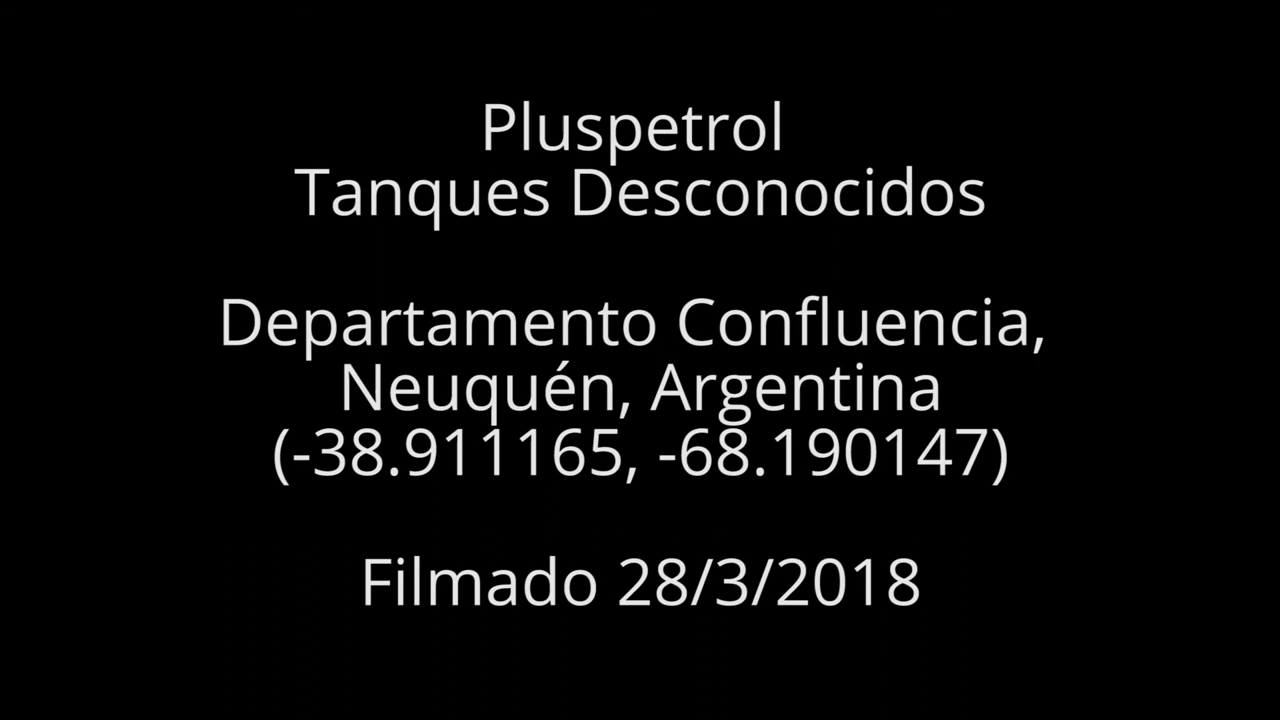 Pluspetrol
Tanques Desconocidos
Departamento Confluencia,
Neuquén, Argentina
(-38.911165, -68.190147)
Filmado 28/3/2018